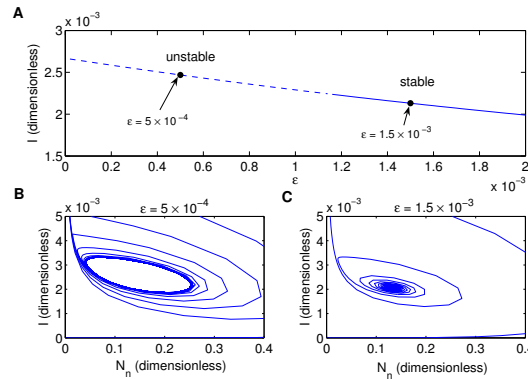 A
x 10⁻³
3
2.5
2
1.5
I (dimensionless)
unstable
ε = 5 × 10⁻⁴
stable
ε = 1.5 × 10⁻³
0 0.2 0.4 0.6 0.8 1 1.2 1.4 1.6 1.8 2
ε
x 10⁻³
B
x 10⁻³
ε = 5 × 10⁻⁴
5
4
3
2
1
0
I (dimensionless)
0 0.1 0.2 0.3 0.4
Nₙ (dimensionless)
C
x 10⁻³
ε = 1.5 × 10⁻³
5
4
3
2
1
0
I (dimensionless)
0 0.1 0.2 0.3 0.4
Nₙ (dimensionless)